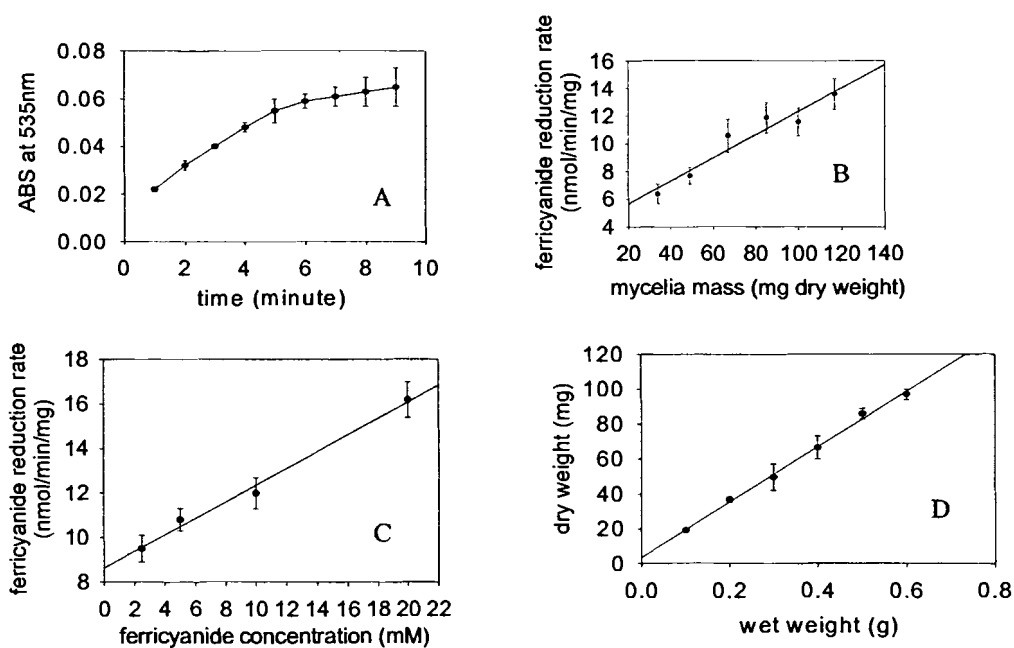 ABS at 535nm
0.08
0.06
0.04
0.02
0.00
0 2 4 6 8 10
time (minute)
A
ferricyanide reduction rate
(nmol/min/mg)
16
14
12
10
8
6
4
20 40 60 80 100 120 140
mycelia mass (mg dry weight)
B
ferricyanide reduction rate
(nmol/min/mg)
18
16
14
12
10
8
0 2 4 6 8 10 12 14 16 18 20 22
ferricyanide concentration (mM)
C
dry weight (mg)
120
100
80
60
40
20
0
0.0 0.2 0.4 0.6 0.8
wet weight (g)
D